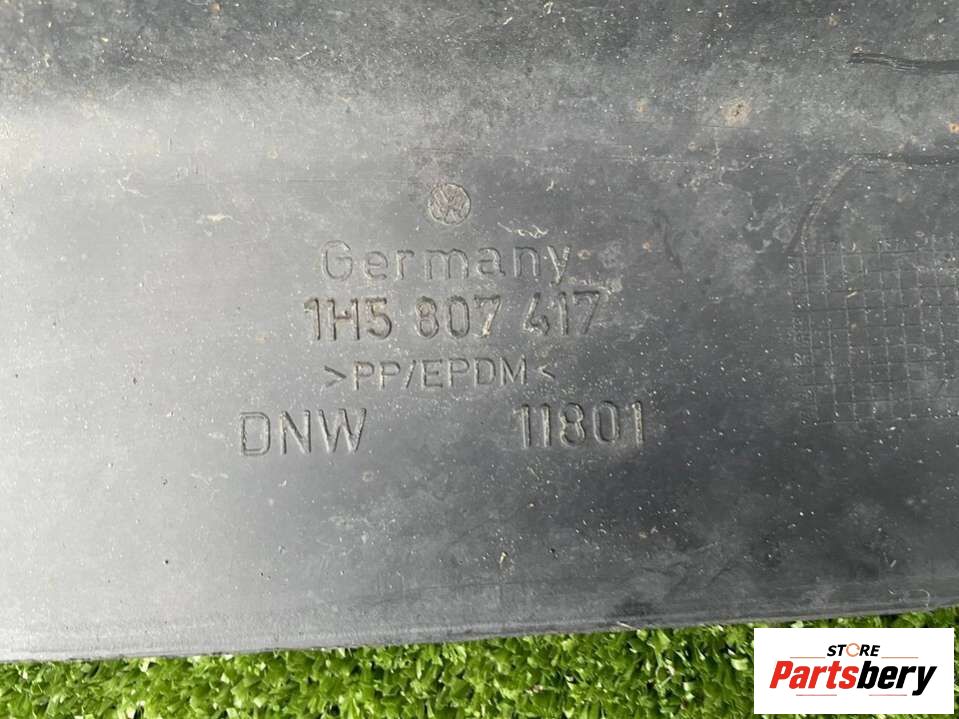 Germany
1H5 807 417
>PP/EPDM<
DNW 11801
STORE
Partsbery